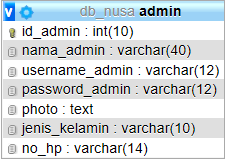 v db_nusa admin
id_admin : int(10)
nama_admin : varchar(40)
username_admin : varchar(12)
password_admin : varchar(12)
photo : text
jenis_kelamin : varchar(10)
no_hp : varchar(14)